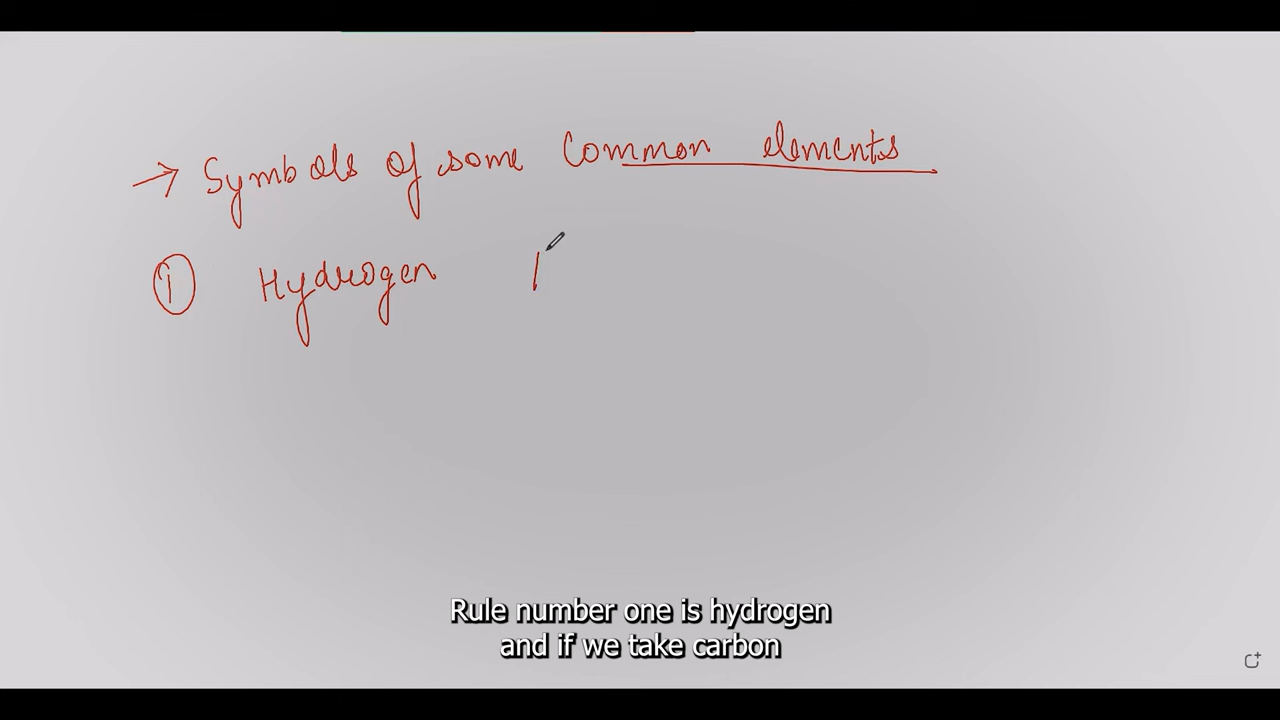 → Symbols of some Common elements
① Hydrogen
Rule number one is hydrogen
and if we take carbon